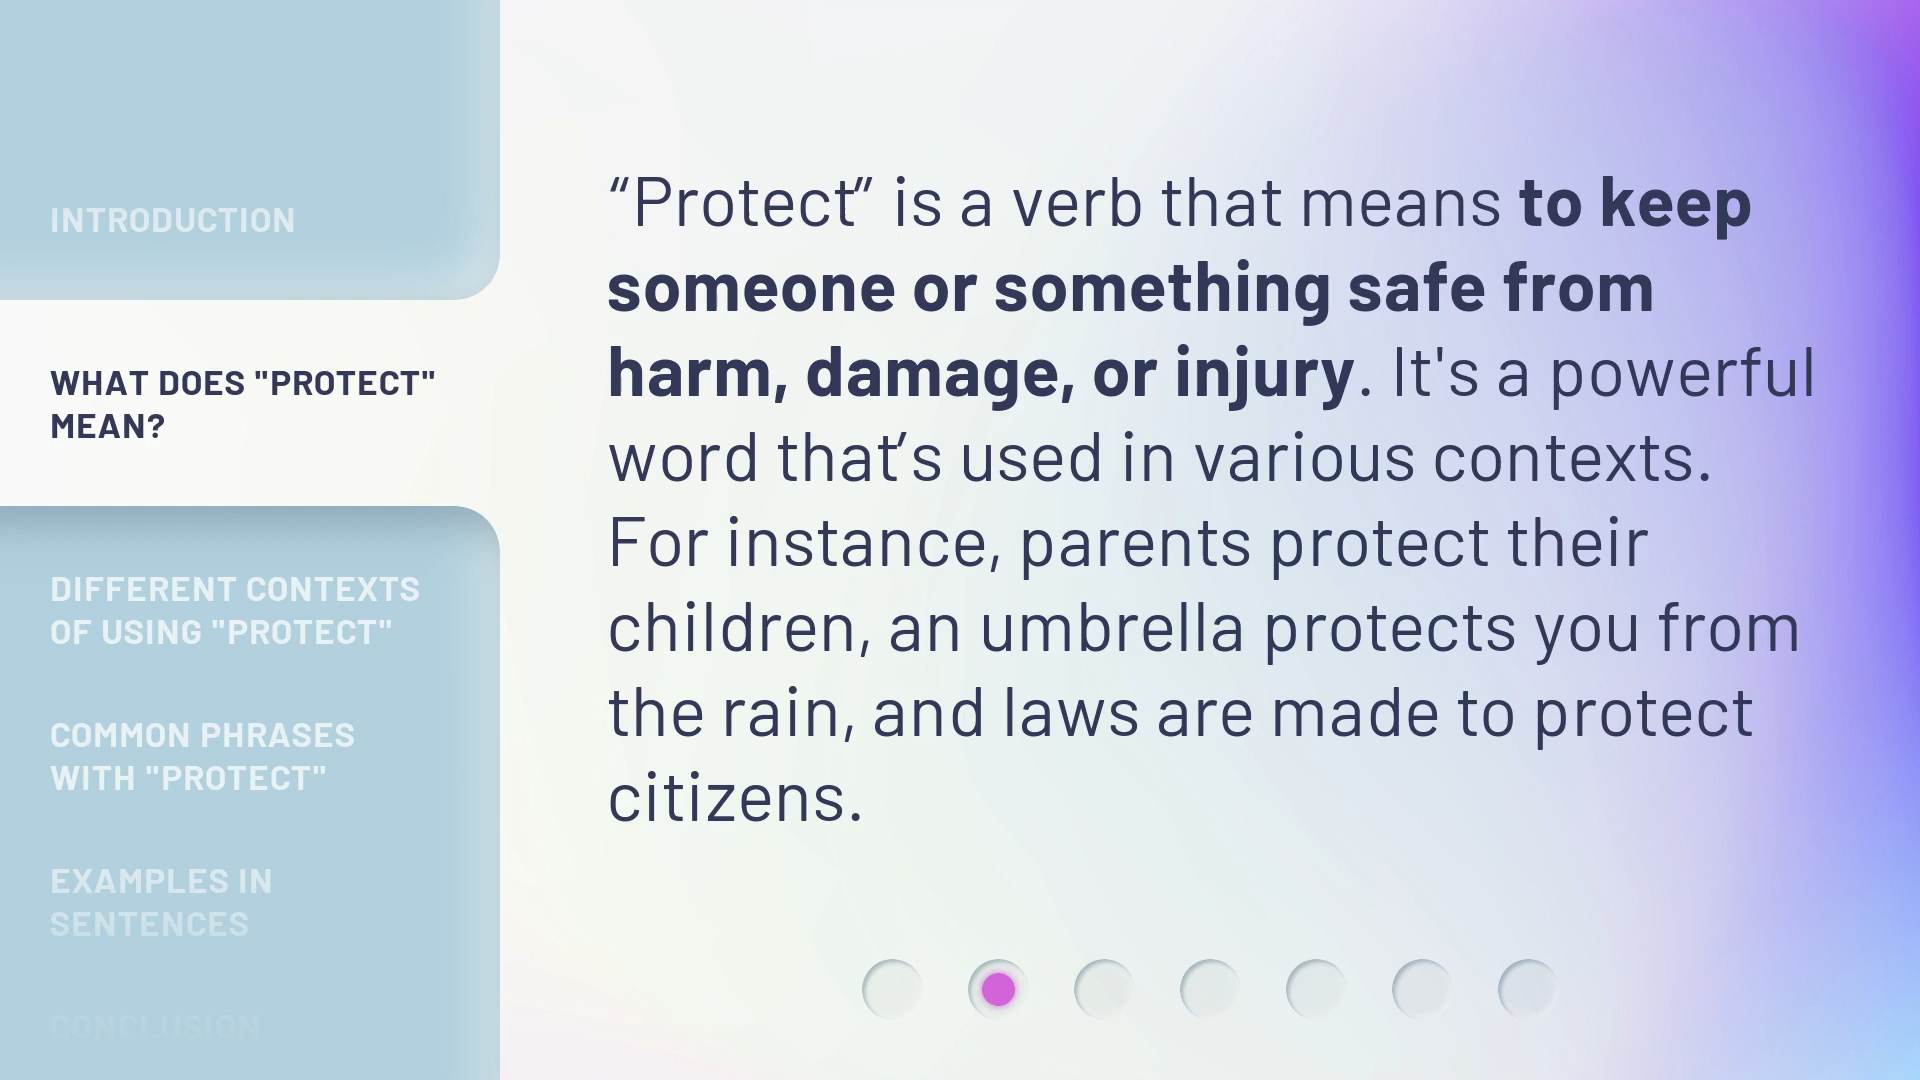 INTRODUCTION
WHAT DOES "PROTECT"
MEAN?
DIFFERENT CONTEXTS
OF USING "PROTECT"
COMMON PHRASES
WITH "PROTECT"
EXAMPLES IN
SENTENCES
CONCLUSION
“Protect” is a verb that means to keep
someone or something safe from
harm, damage, or injury. It's a powerful
word that’s used in various contexts.
For instance, parents protect their
children, an umbrella protects you from
the rain, and laws are made to protect
citizens.